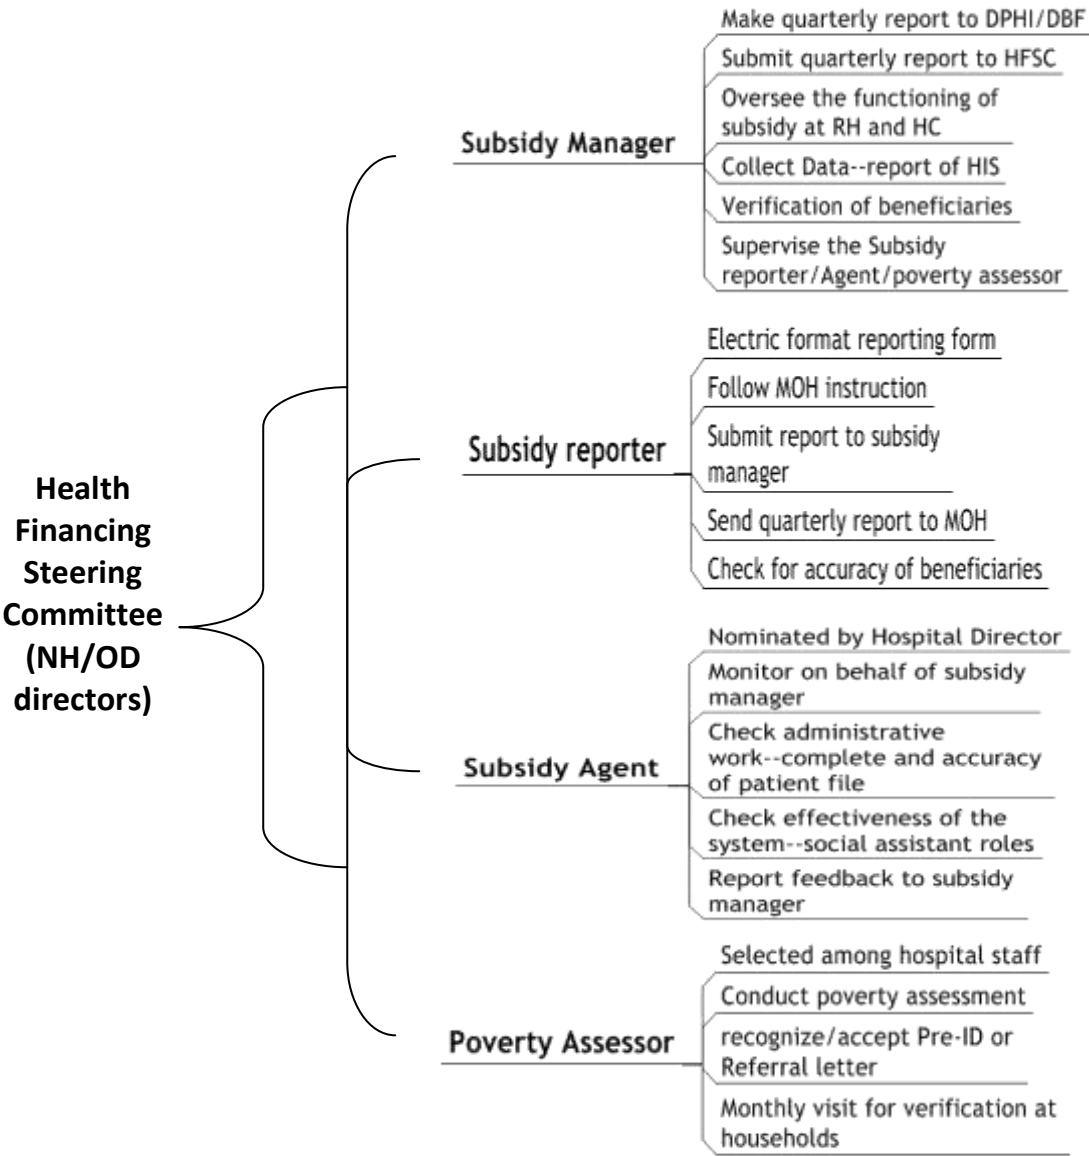 Health
Financing
Steering
Committee
(NH/OD
directors)
Subsidy Manager
Make quarterly report to DPHI/DBF
Submit quarterly report to HFSC
Oversee the functioning of
subsidy at RH and HC
Collect Data--report of HIS
Verification of beneficiaries
Supervise the Subsidy
reporter/Agent/poverty assessor
Subsidy reporter
Electric format reporting form
Follow MOH instruction
Submit report to subsidy
manager
Send quarterly report to MOH
Check for accuracy of beneficiaries
Subsidy Agent
Nominated by Hospital Director
Monitor on behalf of subsidy
manager
Check administrative
work--complete and accuracy
of patient file
Check effectiveness of the
system--social assistant roles
Report feedback to subsidy
manager
Poverty Assessor
Selected among hospital staff
Conduct poverty assessment
recognize/accept Pre-ID or
Referral letter
Monthly visit for verification at
households